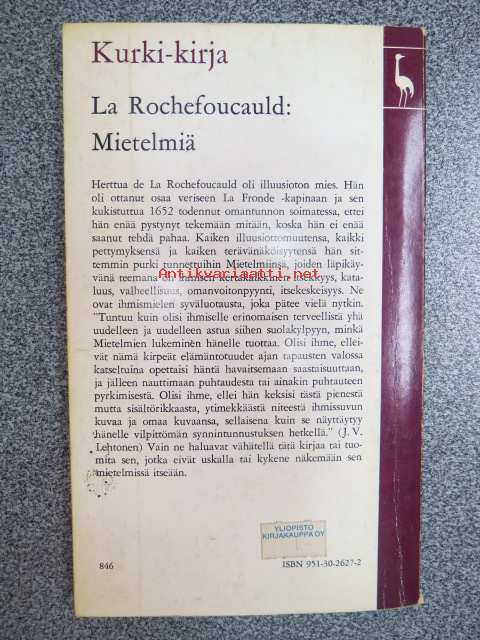 Kurki-kirja
La Rochefoucauld:
Mietelmiä
Herttua de La Rochefoucauld oli illuusioton mies. Hän
oli ottanut osaa veriseen La Fronde -kapinaan ja sen
kukistuttua 1652 todennut omantunnon soimatessa, ettei
hän enää pystynyt tekemään mitään, koska hän ei enää
saanut tehdä pahaa. Kaiken illuusiottomuutensa, kaikki
pettymyksensä ja kaiken terävänäköisyytensä hän sit-
temmin purki tunnettuihin Mietelmiinsä, joiden läpikäy-
Antikvariaatti.net
vänä teemana on ihmisen itsekkyys, kata-
luus, valheellisuus, omanvoitonpyynti, itsekeskeisyys. Ne
ovat ihmismielen syväluotausta, joka pätee vielä nytkin.
"Tuntuu kuin olisi ihmiselle erinomaisen terveellistä yhä
uudelleen ja uudelleen astua siihen suolakylpyyn, minkä
Mietelmien lukeminen hänelle tuottaa. Olisi ihme, ellei-
vät nämä kirpeät elämäntotuudet ajan tapausten valossa
katseltuina opettaisi häntä havaitsemaan saastaisuuttaan,
ja jälleen nauttimaan puhtaudesta tai ainakin puhtauteen
pyrkimisestä. Olisi ihme, ellei hän keksisi tästä pienestä
mutta sisältörikkaasta, ytimekkäästi niteestä ihmissuvun
kuvaa ja omaa kuvaansa, sellaisena kuin se näyttäytyy
hänelle vilpittömän synnintunnustuksen hetkellä." (J. V.
Lehtonen) Vain ne haluavat vähätellä tätä kirjaa tai tuo-
mita sen, jotka eivät uskalla tai kykene näkemään sen
mietelmissä itseään.
YLIOPISTO
KIRJAKAUPPA OY
846
ISBN 951-30-2627-2